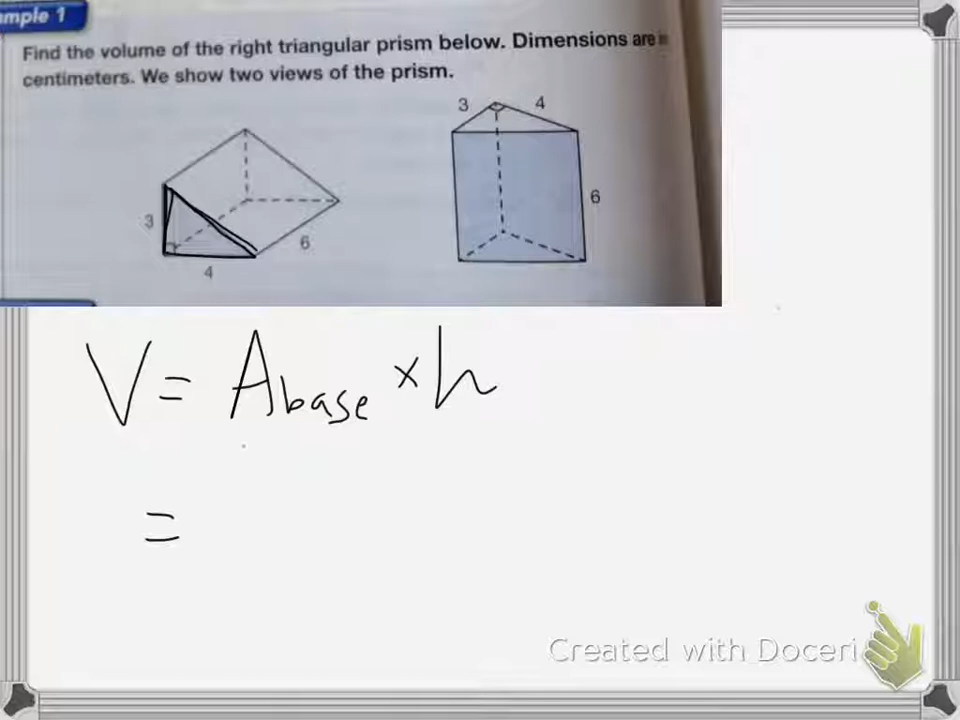 mple 1
Find the volume of the right triangular prism below. Dimensions are
centimeters. We show two views of the prism.
3 4
3 6
6
4
V = Abase × h
=
Created with Doceri